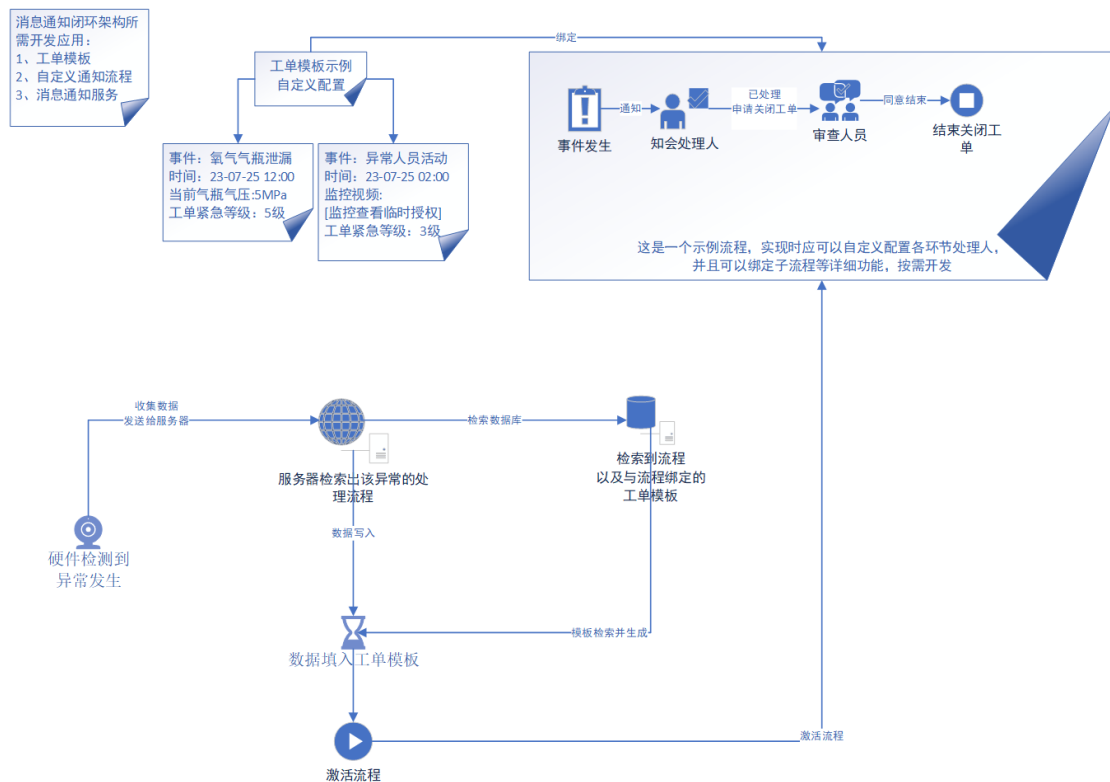 消息通知闭环架构所
需开发应用：
1、工单模板
2、自定义通知流程
3、消息通知服务
绑定
工单模板示例
自定义配置
事件：氧气气瓶泄漏
时间：23-07-25 12:00
当前气瓶气压:5MPa
工单紧急等级：5级
事件：异常人员活动
时间：23-07-25 02:00
监控视频:
[监控查看临时授权]
工单紧急等级：3级
事件发生
通知
知会处理人
已处理
申请关闭工单
审查人员
同意结束
结束关闭工
单
这是一个示例流程，实现时应可以自定义配置各环节处理人，
并且可以绑定子流程等详细功能，按需开发
收集数据
发送给服务器
检索数据库
服务器检索出该异常的处
理流程
检索到流程
以及与流程绑定的
工单模板
硬件检测到
异常发生
数据写入
模板检索并生成
数据填入工单模板
激活流程
激活流程